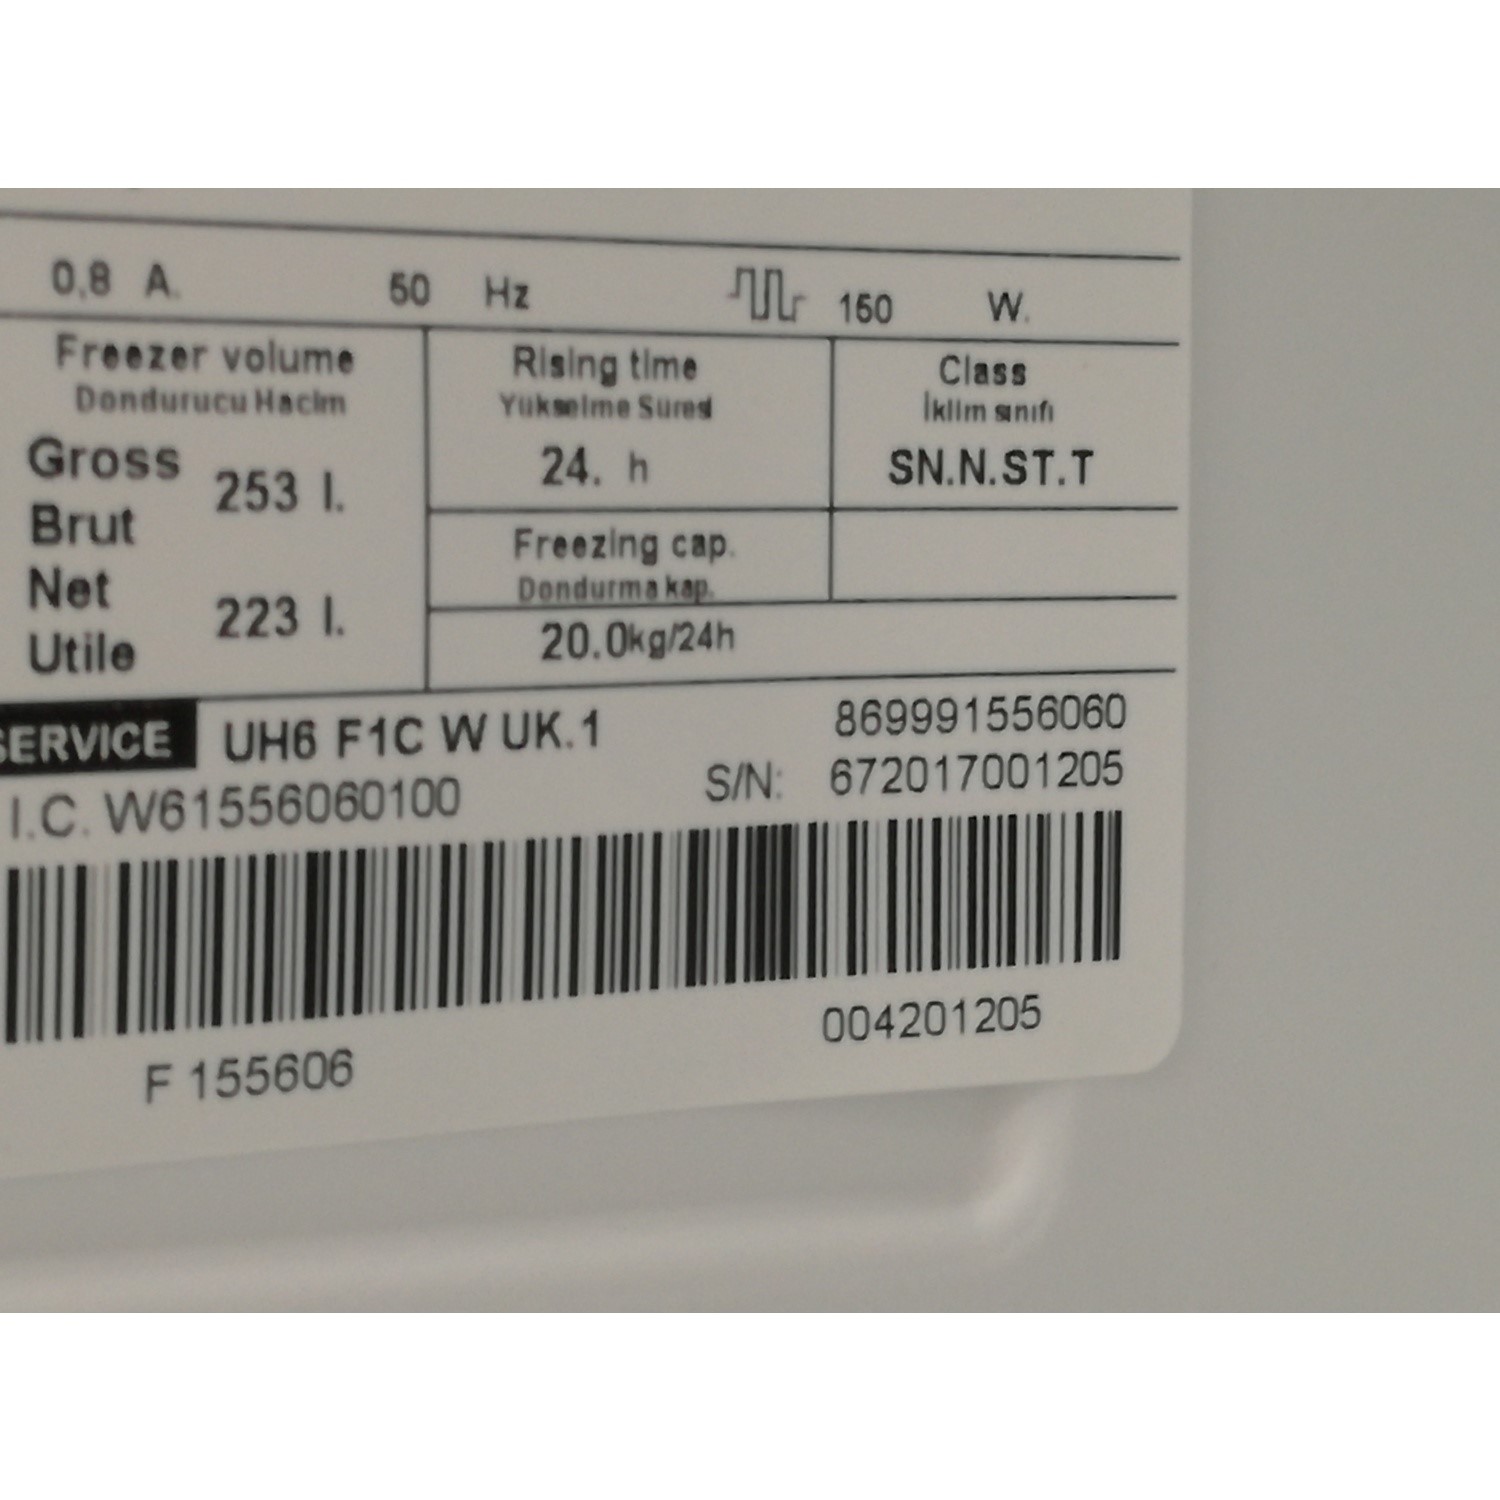 0,8 A. 50 Hz 150 W.
Freezer volume
Dondurucu Hacim
Gross
Brut
253 l.
Net
Utile
223 l.
Rising time
Yükselme Süresi
24. h
Class
İklim sınıfı
SN.N.ST.T
Freezing cap.
Dondurma kap.
20.0kg/24h
SERVICE UH6 F1C W UK.1
869991556060
I.C. W61556060100
S/N: 672017001205
F 155606
004201205